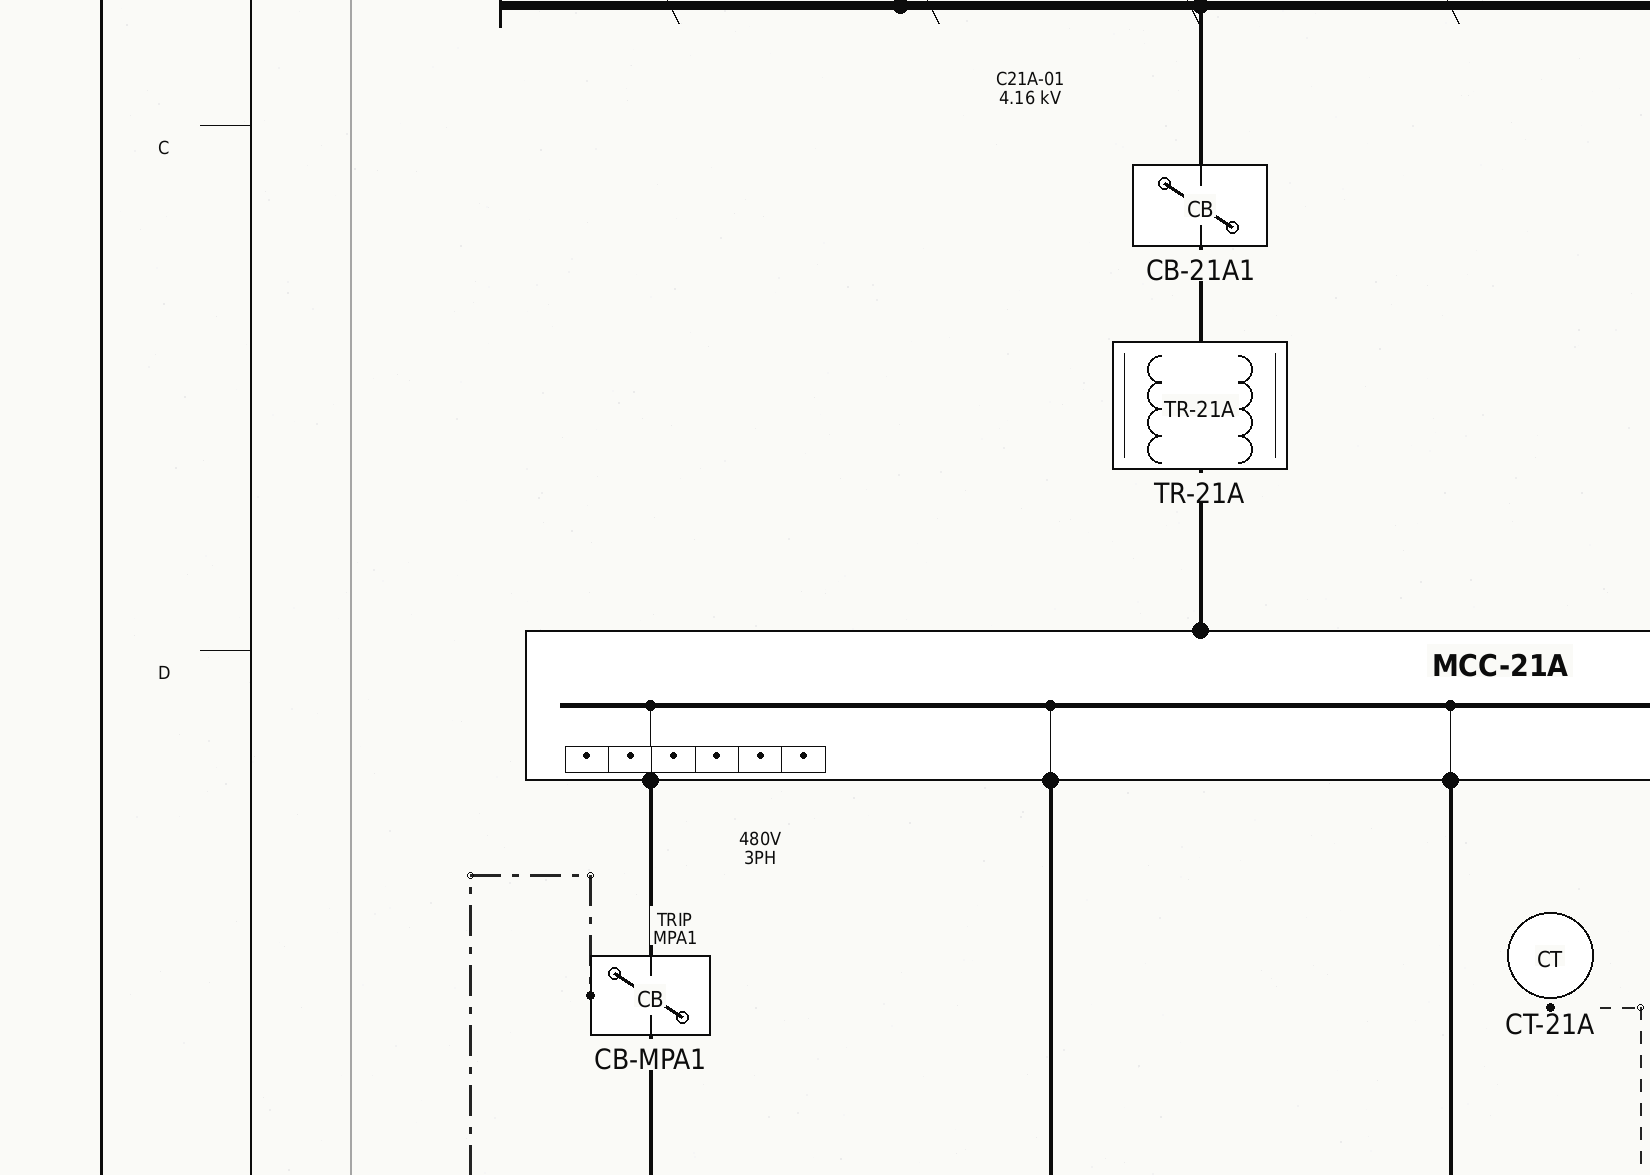 C21A-01
4.16 kV
C
CB
CB-21A1
TR-21A
TR-21A
MCC-21A
D
480V
3PH
TRIP
MPA1
CB
CB-MPA1
CT
CT-21A